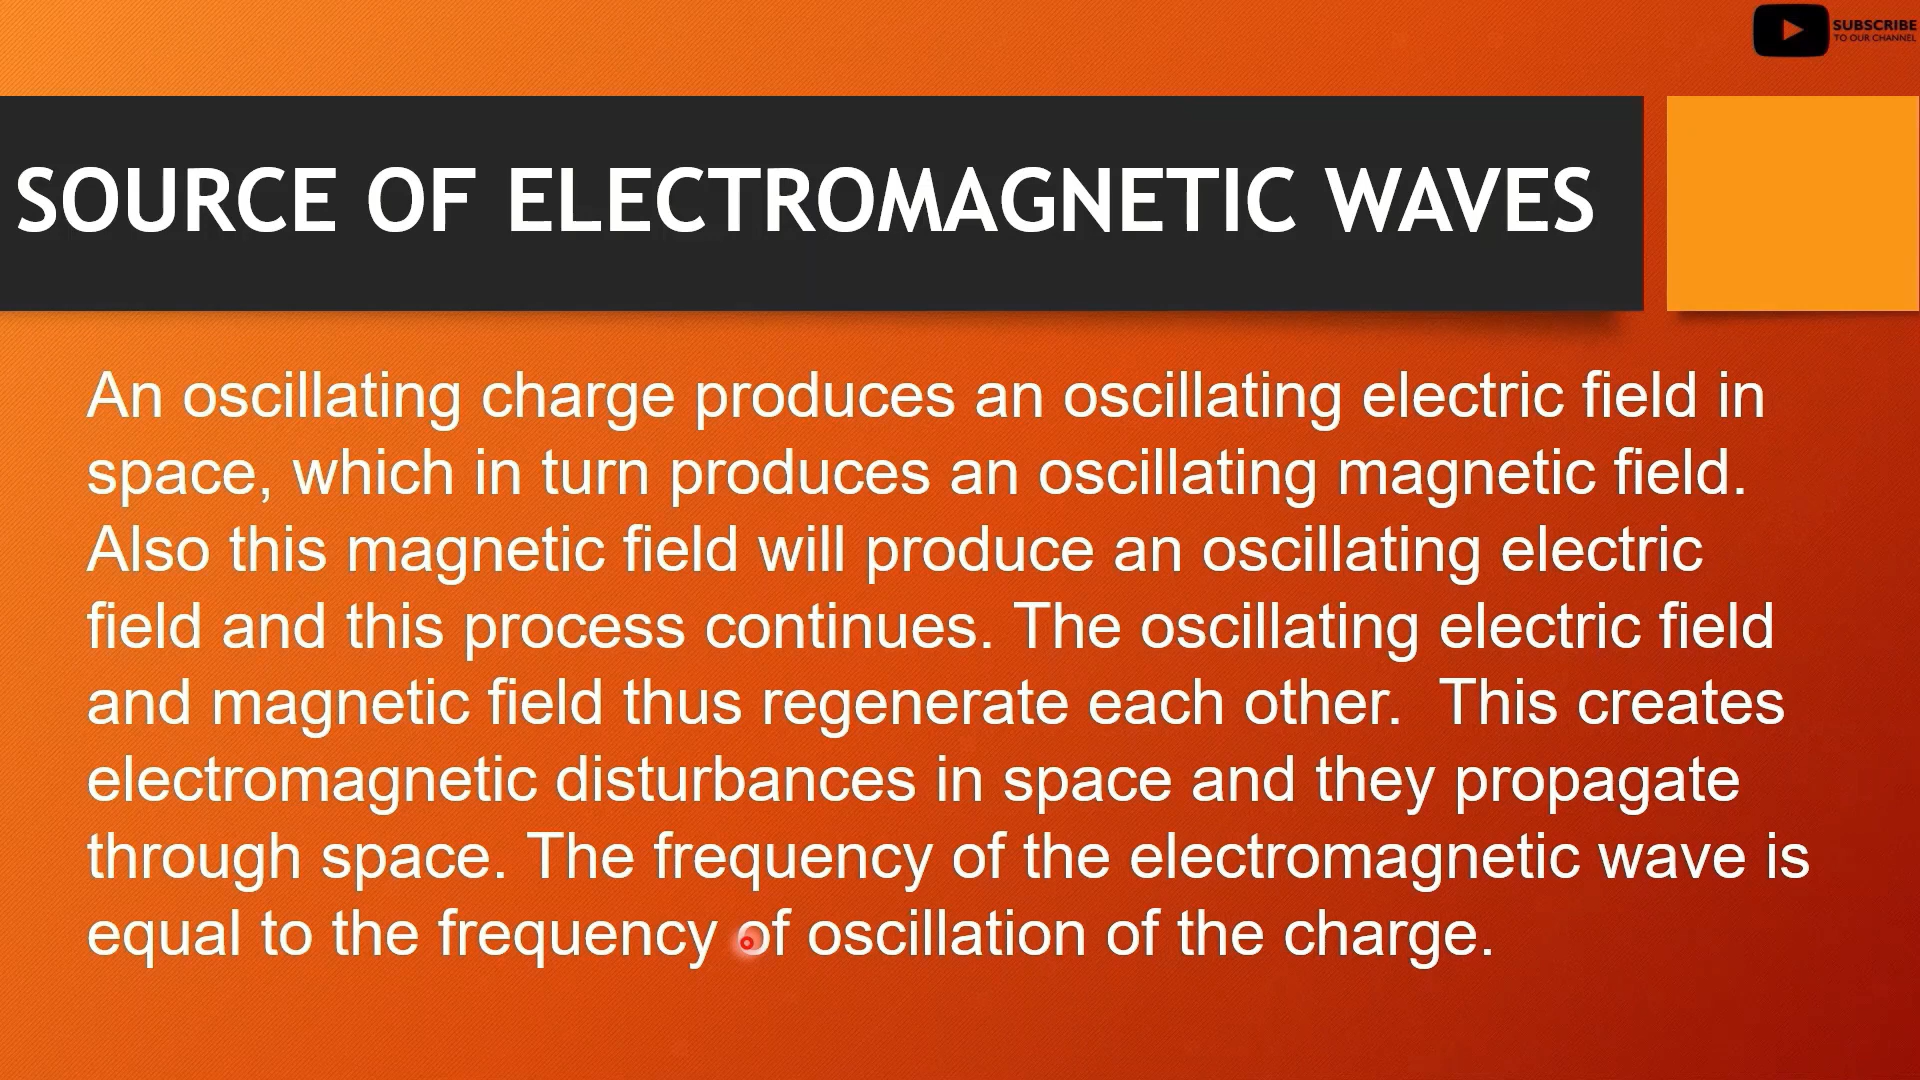 SUBSCRIBE
TO OUR CHANNEL
SOURCE OF ELECTROMAGNETIC WAVES
An oscillating charge produces an oscillating electric field in
space, which in turn produces an oscillating magnetic field.
Also this magnetic field will produce an oscillating electric
field and this process continues. The oscillating electric field
and magnetic field thus regenerate each other.  This creates
electromagnetic disturbances in space and they propagate
through space. The frequency of the electromagnetic wave is
equal to the frequency of oscillation of the charge.